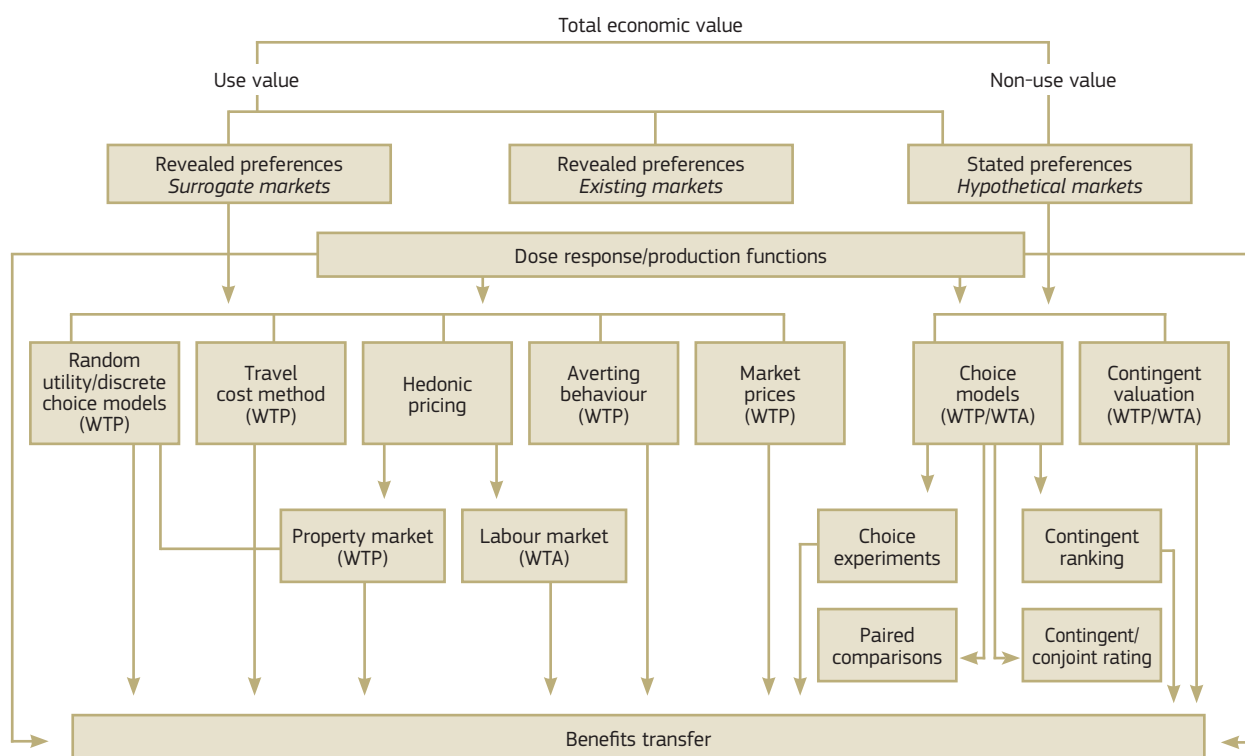 Total economic value
Use value
Non-use value
Revealed preferences
Surrogate markets
Revealed preferences
Existing markets
Stated preferences
Hypothetical markets
Dose response/production functions
Random
utility/discrete
choice models
(WTP)
Travel
cost method
(WTP)
Hedonic
pricing
Averting
behaviour
(WTP)
Market
prices
(WTP)
Choice
models
(WTP/WTA)
Contingent
valuation
(WTP/WTA)
Property market
(WTP)
Labour market
(WTA)
Choice
experiments
Contingent
ranking
Paired
comparisons
Contingent/
conjoint rating
Benefits transfer